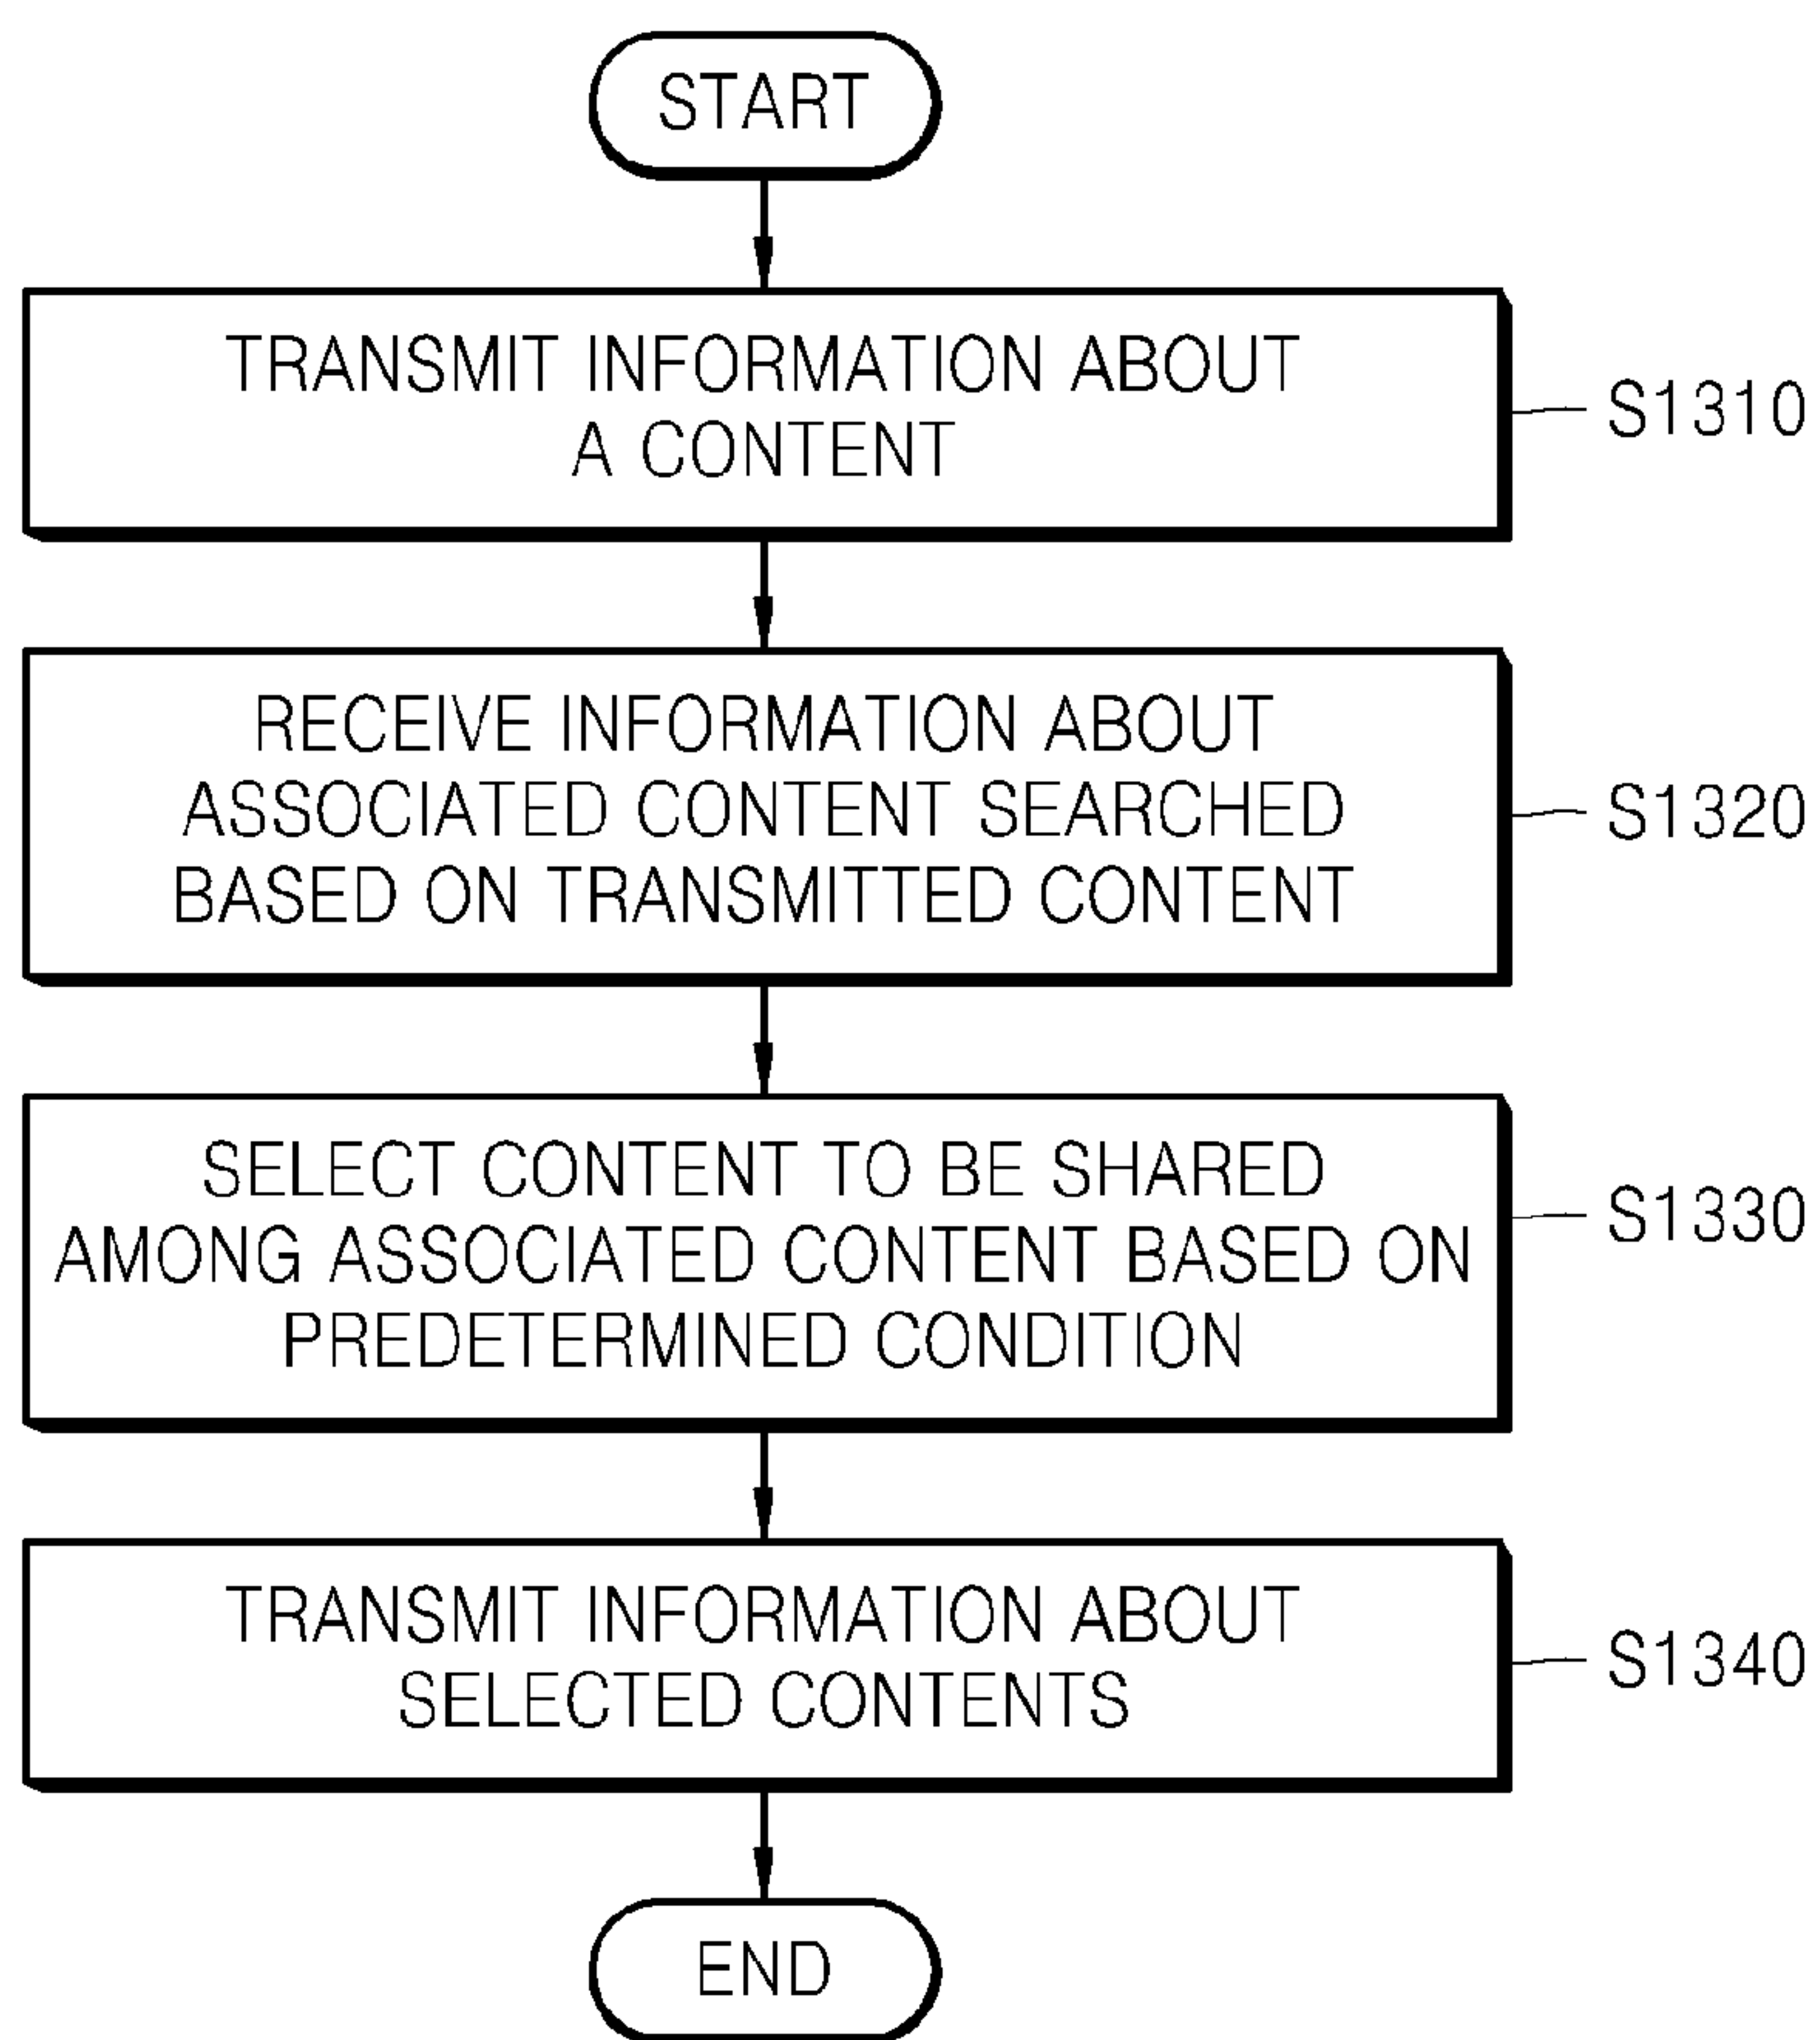 START
TRANSMIT INFORMATION ABOUT
A CONTENT
S1310
RECEIVE INFORMATION ABOUT
ASSOCIATED CONTENT SEARCHED
BASED ON TRANSMITTED CONTENT
S1320
SELECT CONTENT TO BE SHARED
AMONG ASSOCIATED CONTENT BASED ON
PREDETERMINED CONDITION
S1330
TRANSMIT INFORMATION ABOUT
SELECTED CONTENTS
S1340
END